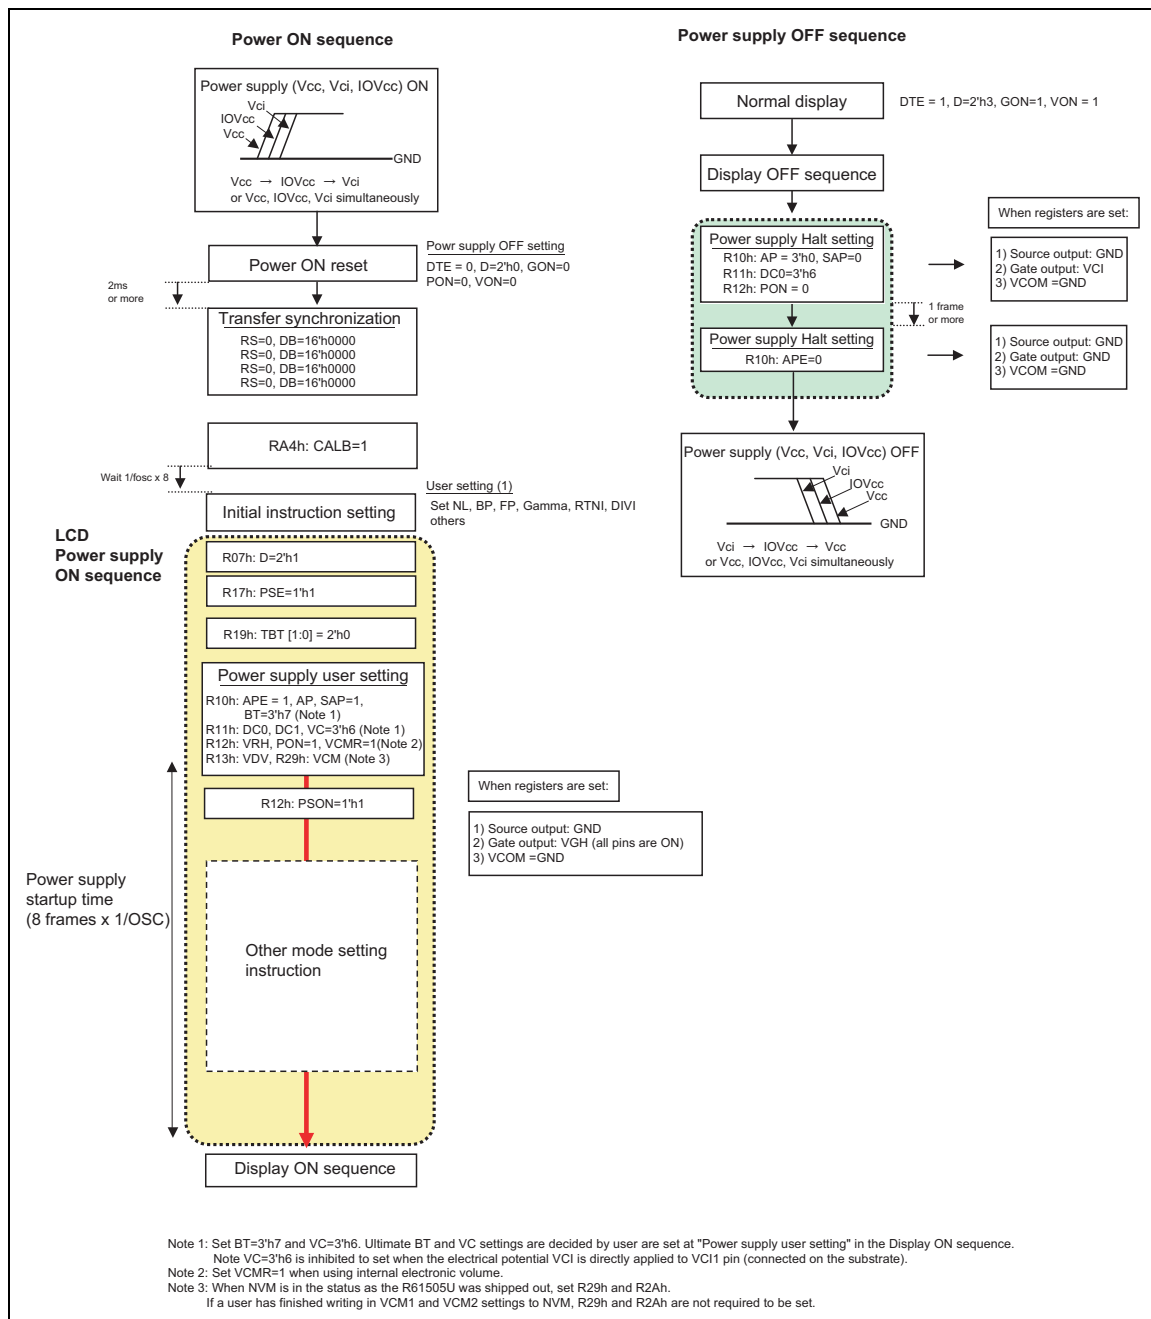 Power ON sequence
Power supply (Vcc, Vci, IOVcc) ON
Vci
IOVcc
Vcc
GND
Vcc → IOVcc → Vci
or Vcc, IOVcc, Vci simultaneously
Power ON reset
Powr supply OFF setting
DTE = 0, D=2'h0, GON=0
PON=0, VON=0
2ms
or more
Transfer synchronization
RS=0, DB=16'h0000
RS=0, DB=16'h0000
RS=0, DB=16'h0000
RS=0, DB=16'h0000
RA4h: CALB=1
Wait 1/fosc x 8
User setting (1)
Set NL, BP, FP, Gamma, RTNI, DIVI
others
Initial instruction setting
LCD
Power supply
ON sequence
R07h: D=2'h1
R17h: PSE=1'h1
R19h: TBT [1:0] = 2'h0
Power supply user setting
R10h: APE = 1, AP, SAP=1,
BT=3'h7 (Note 1)
R11h: DC0, DC1, VC=3'h6 (Note 1)
R12h: VRH, PON=1, VCMR=1(Note 2)
R13h: VDV, R29h: VCM (Note 3)
R12h: PSON=1'h1
When registers are set:
1) Source output: GND
2) Gate output: VGH (all pins are ON)
3) VCOM =GND
Power supply
startup time
(8 frames x 1/OSC)
Other mode setting
instruction
Display ON sequence
Power supply OFF sequence
Normal display
DTE = 1, D=2'h3, GON=1, VON = 1
Display OFF sequence
Power supply Halt setting
R10h: AP = 3'h0, SAP=0
R11h: DC0=3'h6
R12h: PON = 0
When registers are set:
1) Source output: GND
2) Gate output: VCI
3) VCOM =GND
1 frame
or more
Power supply Halt setting
R10h: APE=0
1) Source output: GND
2) Gate output: GND
3) VCOM =GND
Power supply (Vcc, Vci, IOVcc) OFF
Vci
IOVcc
Vcc
GND
Vci → IOVcc → Vcc
or Vcc, IOVcc, Vci simultaneously
Note 1: Set BT=3'h7 and VC=3'h6. Ultimate BT and VC settings are decided by user are set at "Power supply user setting" in the Display ON sequence.
Note VC=3'h6 is inhibited to set when the electrical potential VCI is directly applied to VCI1 pin (connected on the substrate).
Note 2: Set VCMR=1 when using internal electronic volume.
Note 3: When NVM is in the status as the R61505U was shipped out, set R29h and R2Ah.
If a user has finished writing in VCM1 and VCM2 settings to NVM, R29h and R2Ah are not required to be set.